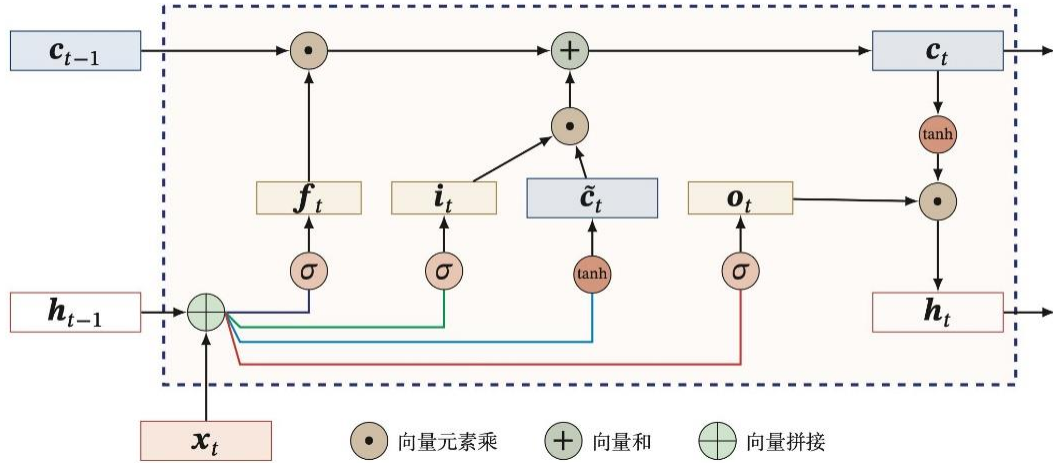 c_{t-1}
c_t
tanh
f_t
i_t
c̃_t
o_t
σ
σ
tanh
σ
h_{t-1}
h_t
x_t
向量元素乘
+ 向量和
向量拼接